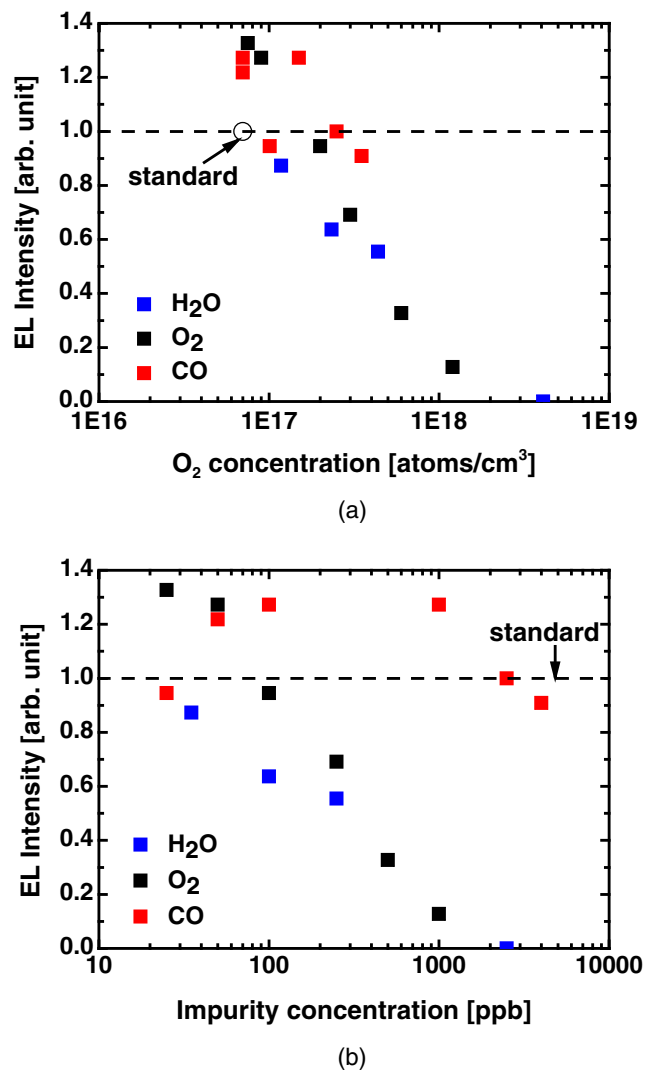 1.4
1.2
1.0
0.8
0.6
0.4
0.2
0.0
EL Intensity [arb. unit]
standard
H2O
O2
CO
1E16 1E17 1E18 1E19
O2 concentration [atoms/cm3]
(a)
1.4
1.2
1.0
0.8
0.6
0.4
0.2
0.0
EL Intensity [arb. unit]
standard
H2O
O2
CO
10 100 1000 10000
Impurity concentration [ppb]
(b)